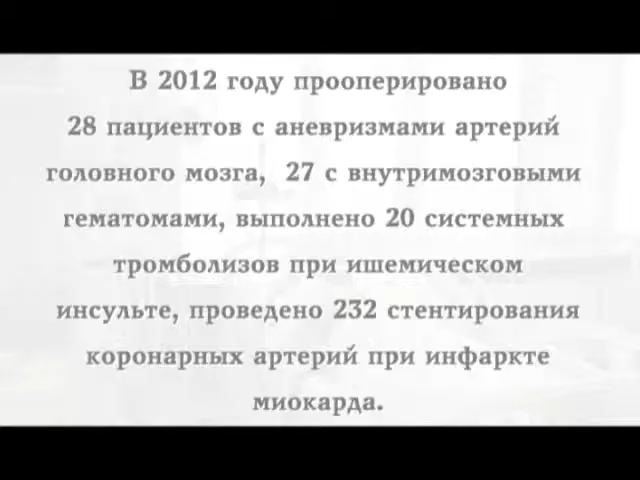 В 2012 году прооперировано
28 пациентов с аневризмами артерий
головного мозга, 27 с внутримозговыми
гематомами, выполнено 20 системных
тромболизов при ишемическом
инсульте, проведено 232 стентирования
коронарных артерий при инфаркте
миокарда.